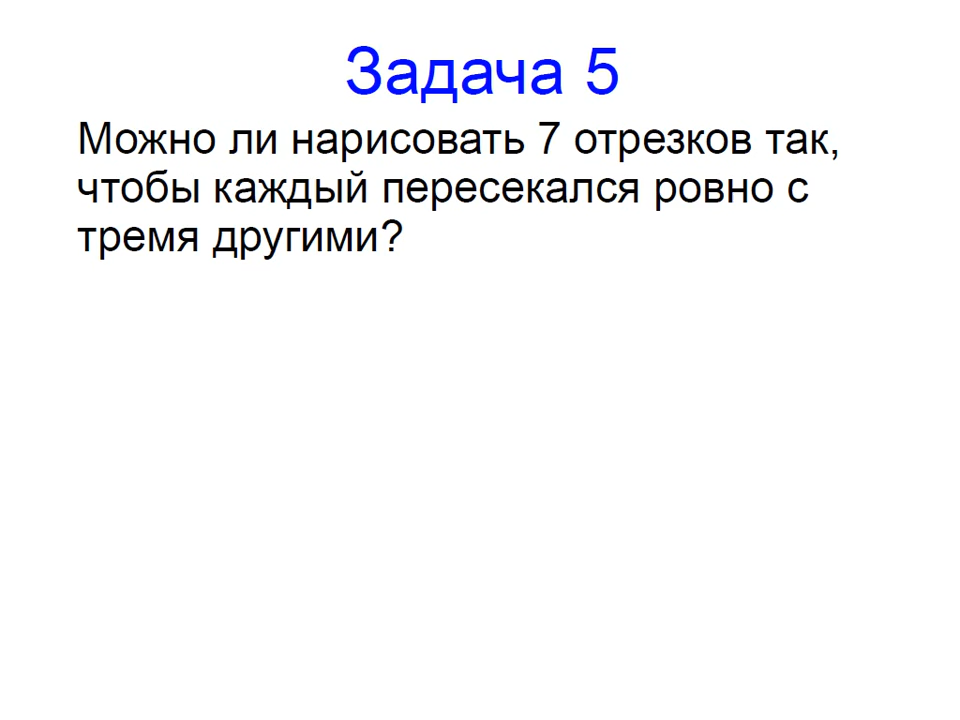 Задача 5
Можно ли нарисовать 7 отрезков так,
чтобы каждый пересекался ровно с
тремя другими?